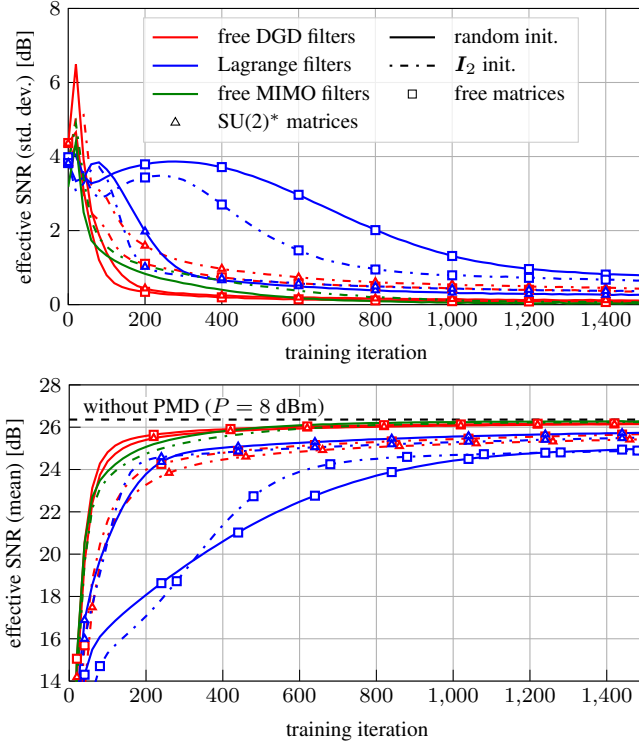 8
6
4
2
0
effective SNR (std. dev.) [dB]
free DGD filters
Lagrange filters
free MIMO filters
SU(2)* matrices
random init.
I₂ init.
free matrices
0 200 400 600 800 1,000 1,200 1,400
training iteration
28
26
24
22
20
18
16
14
effective SNR (mean) [dB]
without PMD (P = 8 dBm)
0 200 400 600 800 1,000 1,200 1,400
training iteration